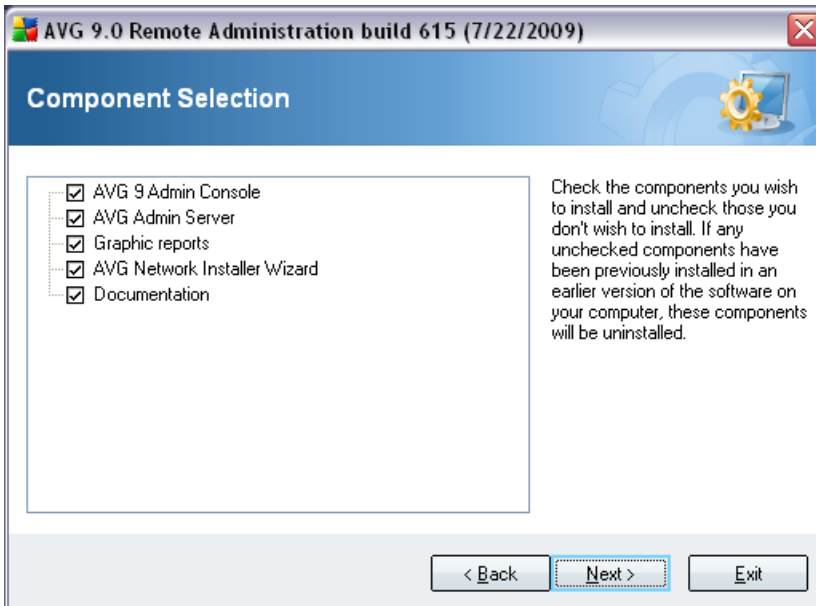 AVG 9.0 Remote Administration build 615 (7/22/2009)
Component Selection
AVG 9 Admin Console
AVG Admin Server
Graphic reports
AVG Network Installer Wizard
Documentation
Check the components you wish
to install and uncheck those you
don't wish to install. If any
unchecked components have
been previously installed in an
earlier version of the software on
your computer, these components
will be uninstalled.
< Back
Next >
Exit